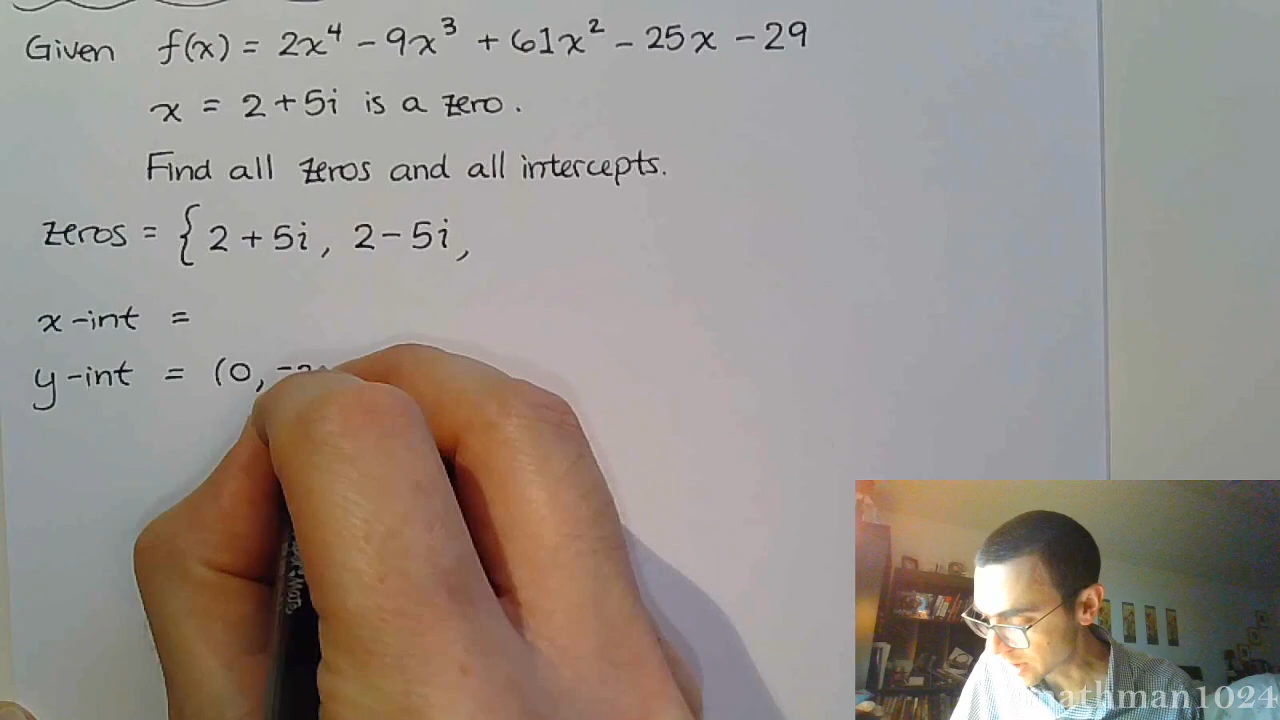 Given f(x) = 2x⁴ - 9x³ + 61x² - 25x - 29
x = 2+5i is a zero.
Find all zeros and all intercepts.
zeros = { 2+5i, 2-5i,
x-int =
y-int = (0,
mathman1024